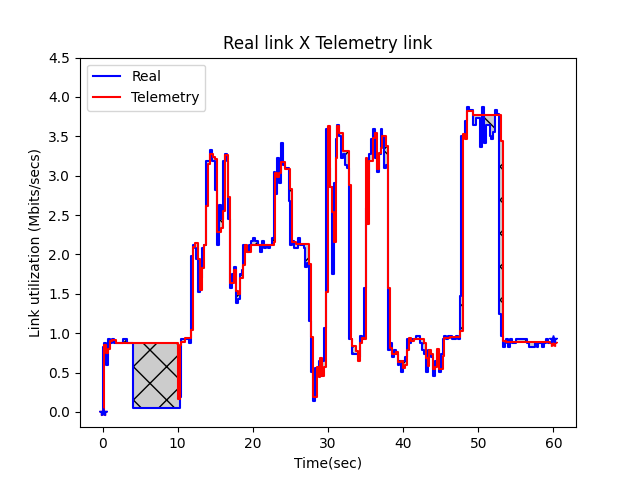 Real link X Telemetry link
4.5
4.0
3.5
3.0
2.5
2.0
1.5
1.0
0.5
0.0
Link utilization (Mbits/secs)
Real
Telemetry
0 10 20 30 40 50 60
Time(sec)